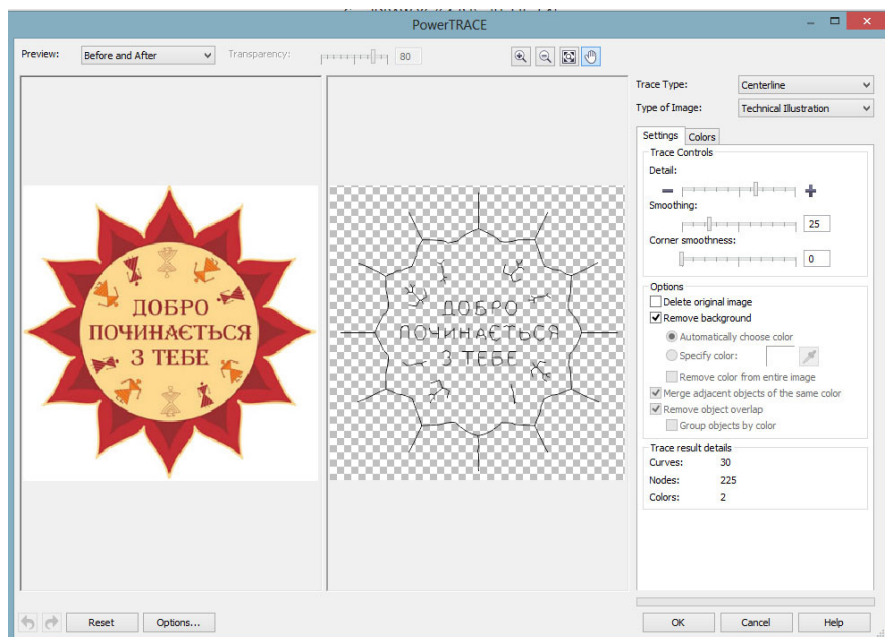 PowerTRACE
Preview:
Before and After
Transparency:
80
Trace Type:
Centerline
Type of Image:
Technical Illustration
Settings
Colors
Trace Controls
Detail:
Smoothing:
25
Corner smoothness:
0
Options
Delete original image
Remove background
Automatically choose color
Specify color:
Remove color from entire image
Merge adjacent objects of the same color
Remove object overlap
Group objects by color
Trace result details
Curves: 30
Nodes: 225
Colors: 2
ДОБРО
ПОЧИНАЄТЬСЯ
З ТЕБЕ
ДОБРО
ПОЧИНАЄТЬСЯ
З ТЕБЕ
Reset
Options...
OK
Cancel
Help